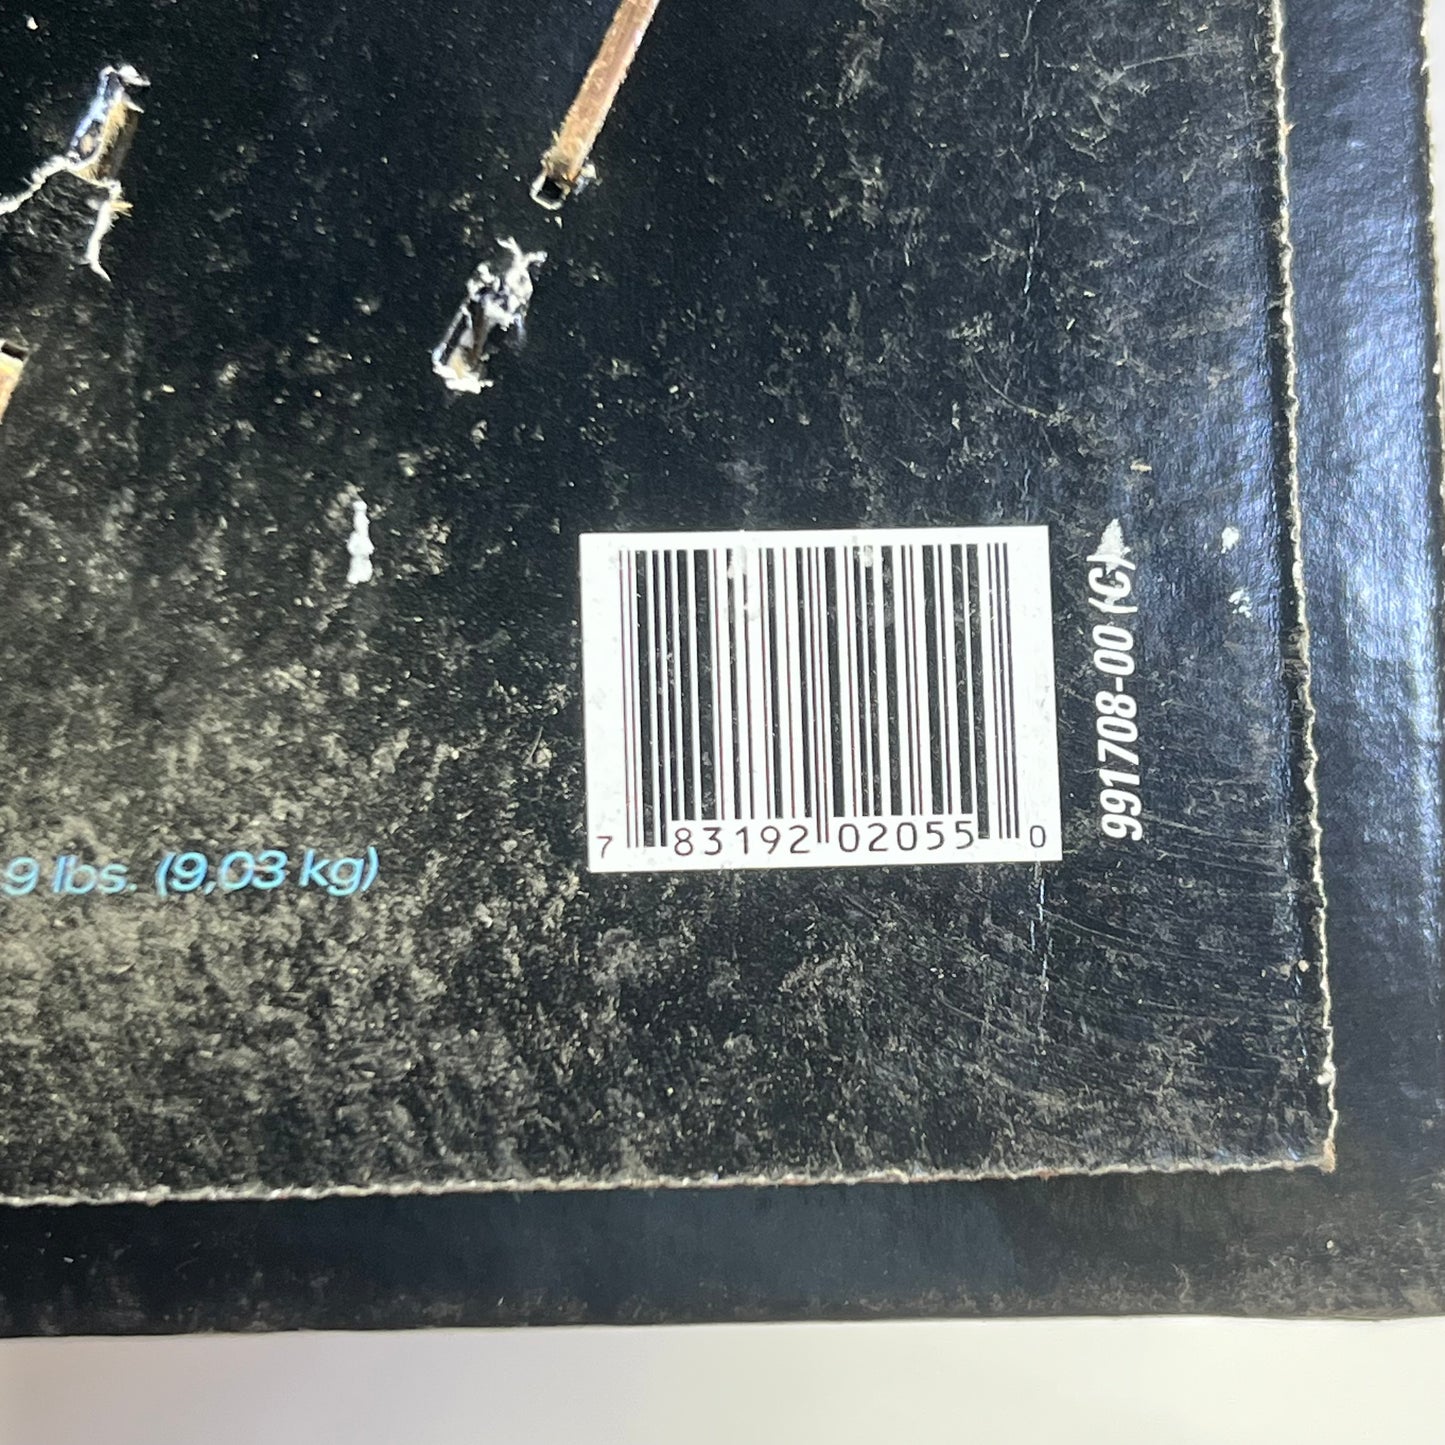 9 lbs. (9,03 kg)
7 83192 02055 0
991708-00 (C)